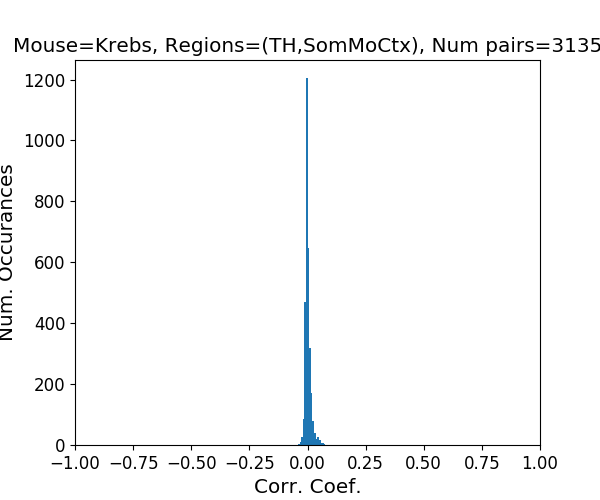 Mouse=Krebs, Regions=(TH,SomMoCtx), Num pairs=3135
1200
1000
800
600
400
200
0
Num. Occurances
−1.00 −0.75 −0.50 −0.25 0.00 0.25 0.50 0.75 1.00
Corr. Coef.